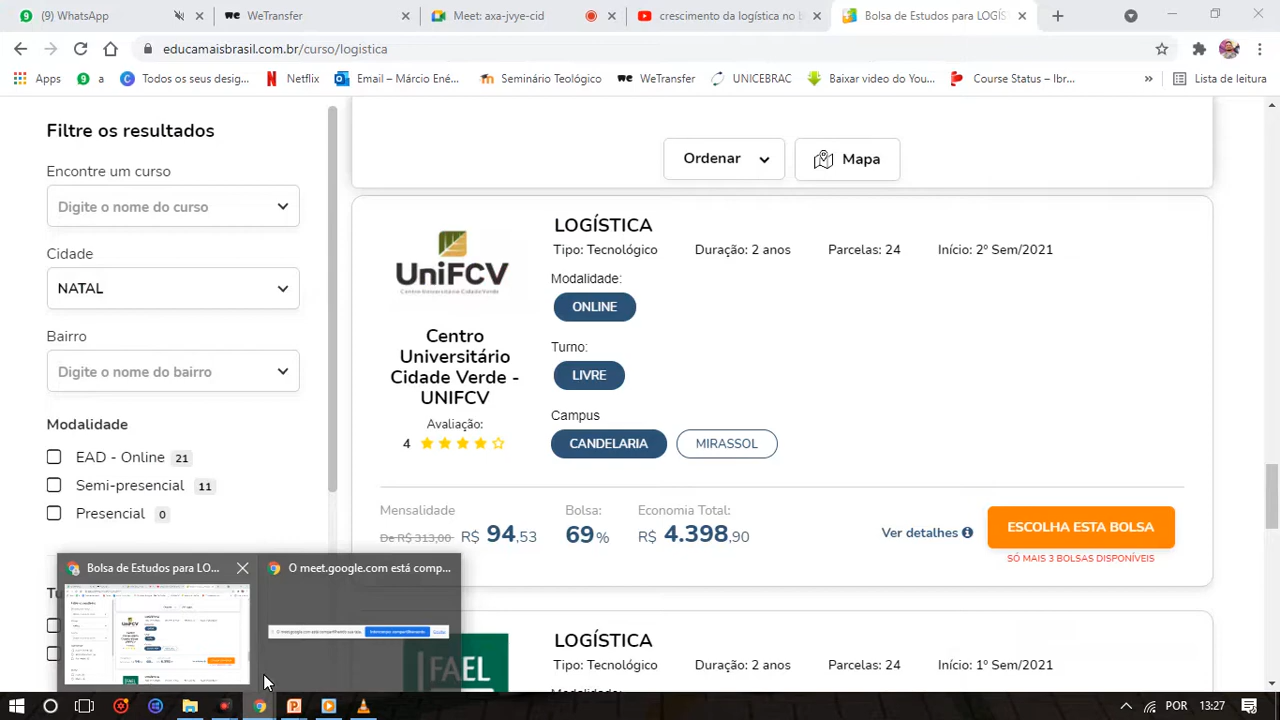 (9) WhatsApp
WeTransfer
Meet: axa-jvye-cid
crescimento da logística no b
Bolsa de Estudos para LOGÍS
educamaisbrasil.com.br/curso/logistica
Apps
9 a
Todos os seus desig...
Netflix
Email – Márcio Ené...
Seminário Teológico
WeTransfer
UNICEBRAC
Baixar video do You...
Course Status – Ibr...
»
Lista de leitura
Filtre os resultados
Encontre um curso
Digite o nome do curso
Cidade
NATAL
Bairro
Digite o nome do bairro
Modalidade
EAD - Online 21
Semi-presencial 11
Presencial 0
Ordenar
Mapa
UniFCV
Centro Universitário Cidade Verde
Centro
Universitário
Cidade Verde -
UNIFCV
Avaliação:
4
LOGÍSTICA
Tipo: Tecnológico Duração: 2 anos Parcelas: 24 Início: 2º Sem/2021
Modalidade:
ONLINE
Turno:
LIVRE
Campus
CANDELARIA MIRASSOL
Mensalidade
De R$ 313,00 R$ 94,53
Bolsa:
69%
Economia Total:
R$ 4.398,90
Ver detalhes
ESCOLHA ESTA BOLSA
SÓ MAIS 3 BOLSAS DISPONÍVEIS
FAEL
LOGÍSTICA
Tipo: Tecnológico Duração: 2 anos Parcelas: 24 Início: 1º Sem/2021
Bolsa de Estudos para LO...
O meet.google.com está comp...
POR 13:27